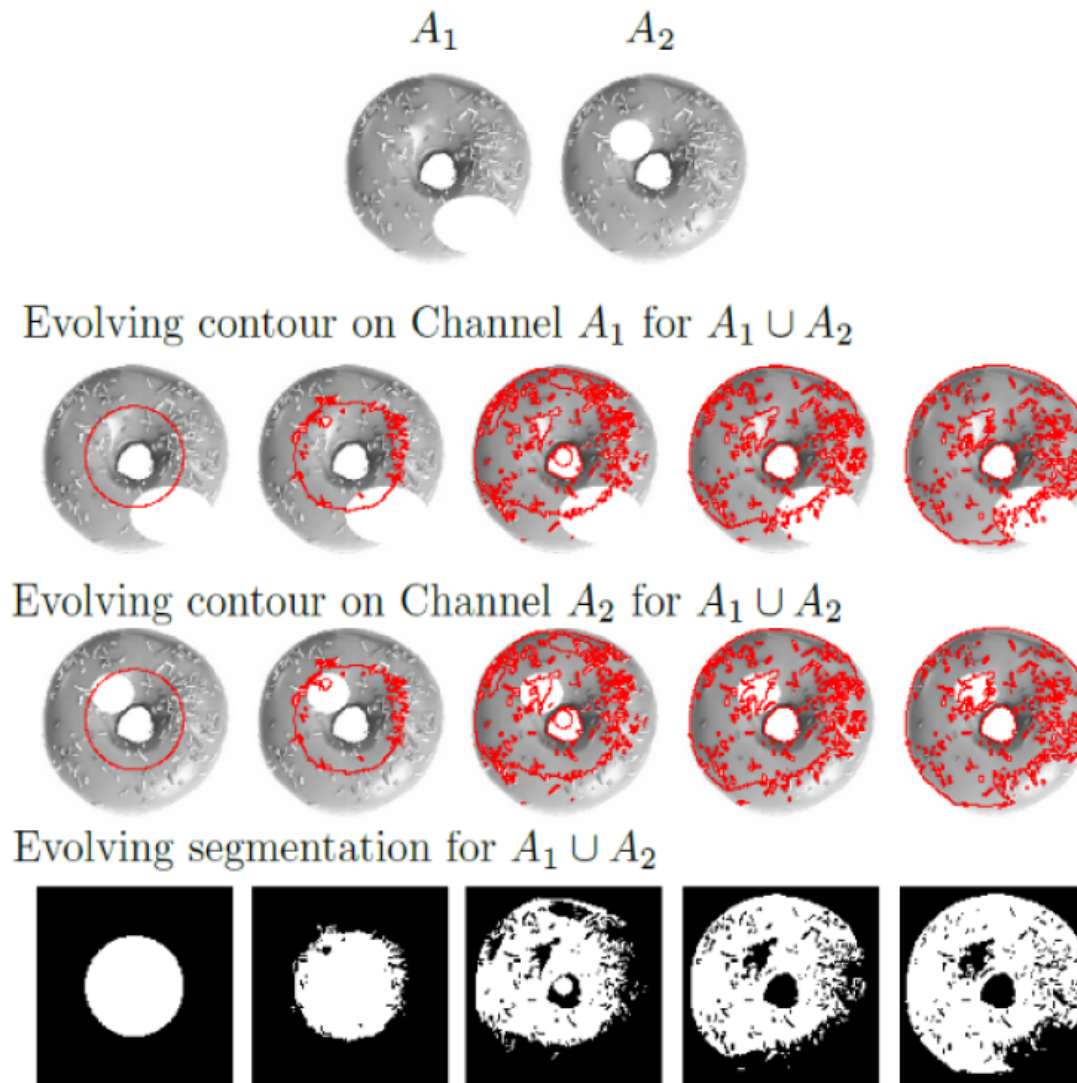 A₁ A₂
Evolving contour on Channel A₁ for A₁ ∪ A₂
Evolving contour on Channel A₂ for A₁ ∪ A₂
Evolving segmentation for A₁ ∪ A₂